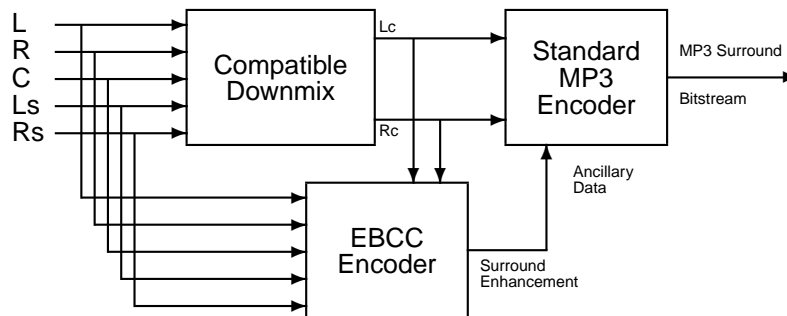 L
R
C
Ls
Rs
Compatible
Downmix
Lc
Rc
Standard
MP3
Encoder
MP3 Surround
Bitstream
Ancillary
Data
EBCC
Encoder
Surround
Enhancement